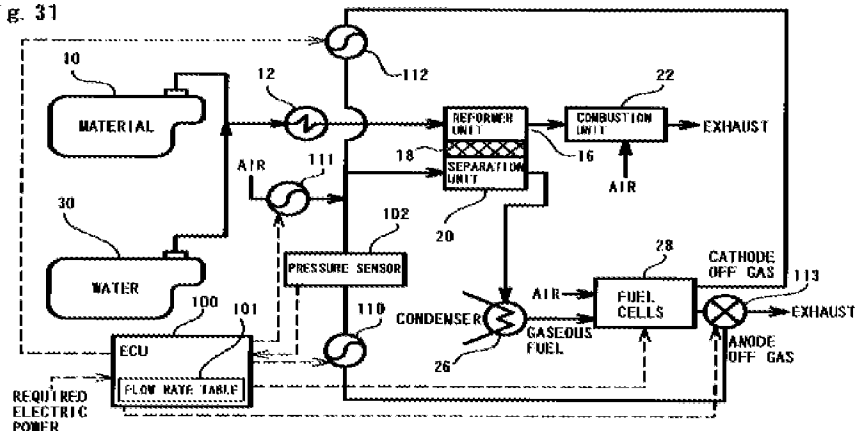 Fig. 31
10
MATERIAL
12
112
REFORMER
UNIT
18
SEPARATION
UNIT
16
20
22
COMBUSTION
UNIT
EXHAUST
AIR
AIR
111
102
PRESSURE SENSOR
30
WATER
100
101
ECU
FLOW RATE TABLE
REQUIRED
ELECTRIC
POWER
110
CONDENSER
26
GASEOUS
FUEL
AIR
28
FUEL
CELLS
CATHODE
OFF GAS
113
EXHAUST
ANODE
OFF GAS